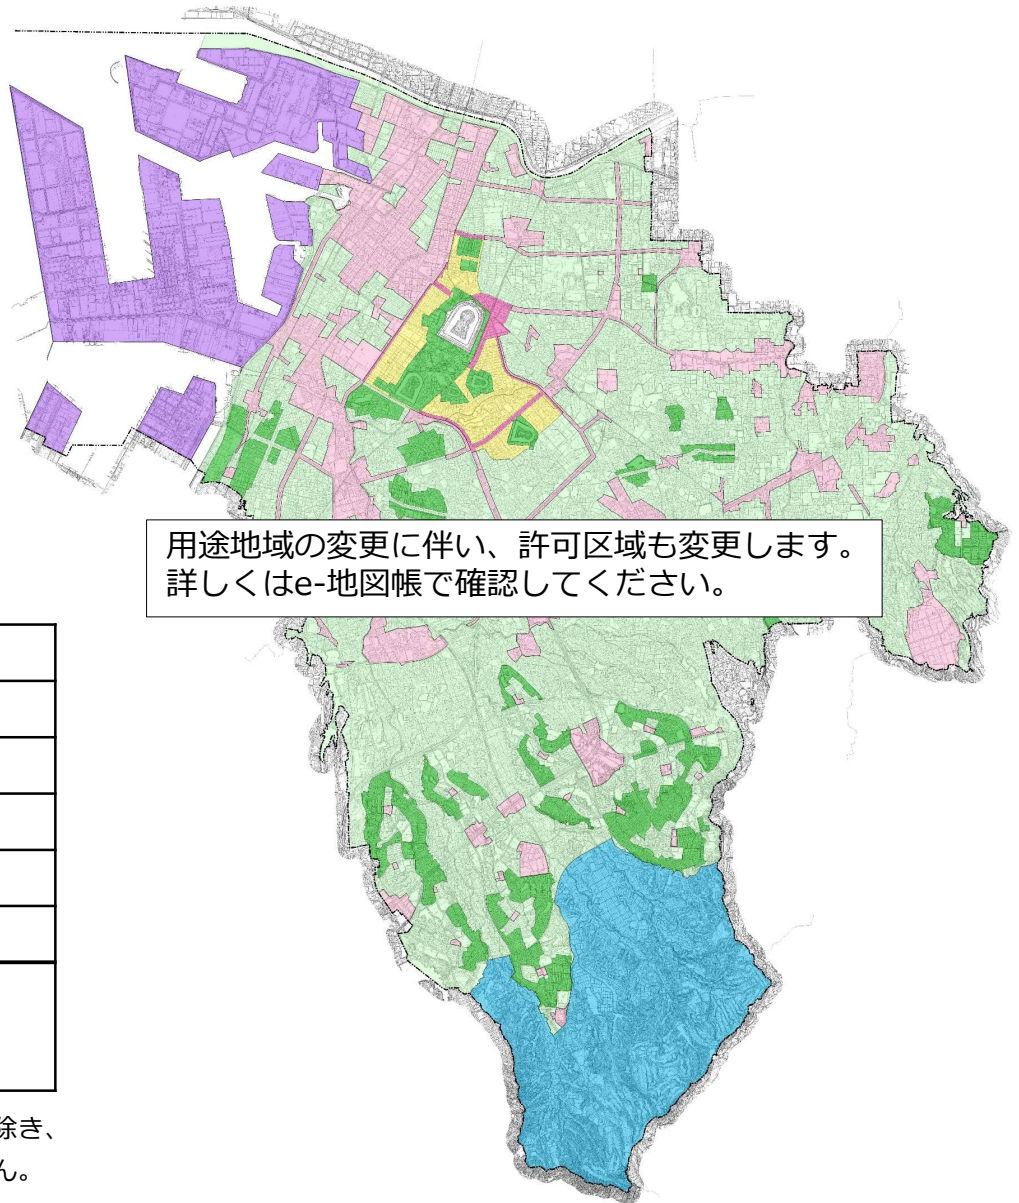 用途地域の変更に伴い、許可区域も変更します。
詳しくはe-地図帳で確認してください。
除き、
ん。